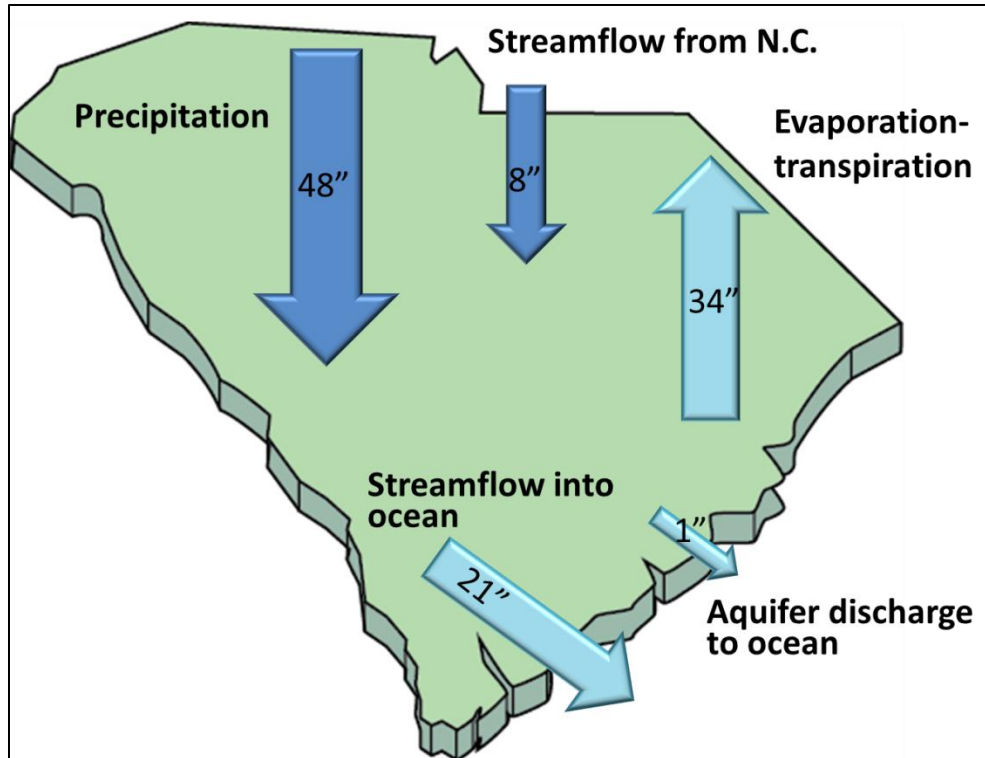 Streamflow from N.C.
Precipitation
Evaporation-
transpiration
48”
8”
34”
Streamflow into
ocean
1”
21”
Aquifer discharge
to ocean